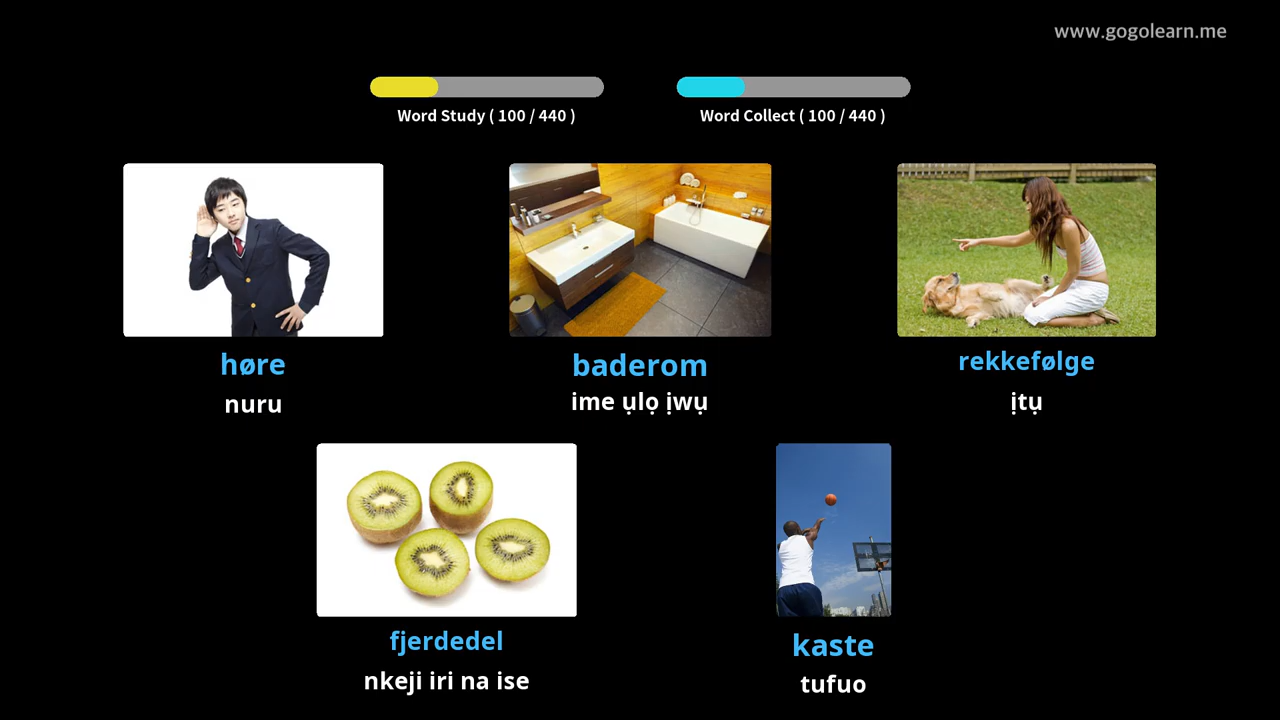 www.gogolearn.me
Word Study ( 100 / 440 )
Word Collect ( 100 / 440 )
høre
nuru
baderom
ime ụlọ ịwụ
rekkefølge
ịtụ
fjerdedel
nkeji iri na ise
kaste
tufuo